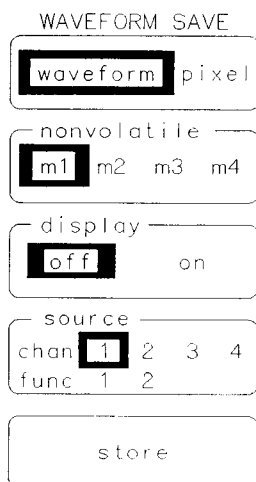 WAVEFORM SAVE
waveform pixel
nonvolatile
m1 m2 m3 m4
display
off on
source
chan 1 2 3 4
func 1 2
store